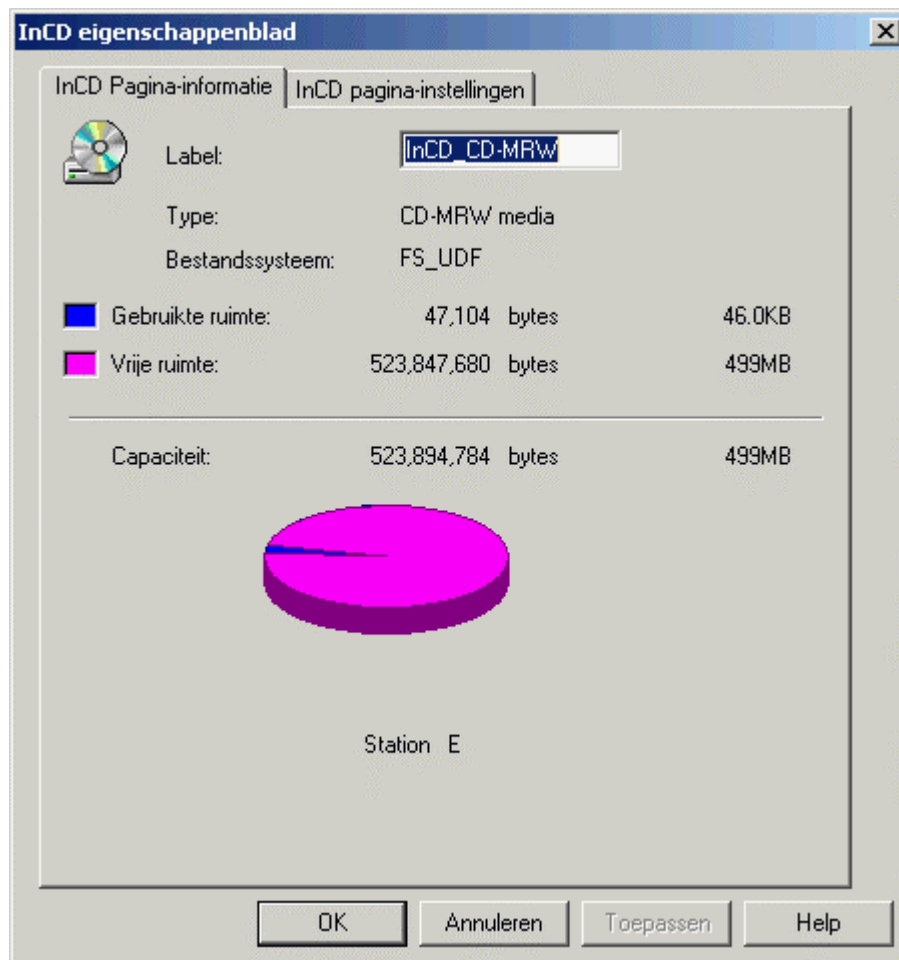 InCD eigenschappenblad
InCD Pagina-informatie InCD pagina-instellingen
Label: InCD_CD-MRW
Type: CD-MRW media
Bestandssysteem: FS_UDF
Gebruikte ruimte: 47,104 bytes 46.0KB
Vrije ruimte: 523,847,680 bytes 499MB
Capaciteit: 523,894,784 bytes 499MB
Station E
OK Annuleren Toepassen Help